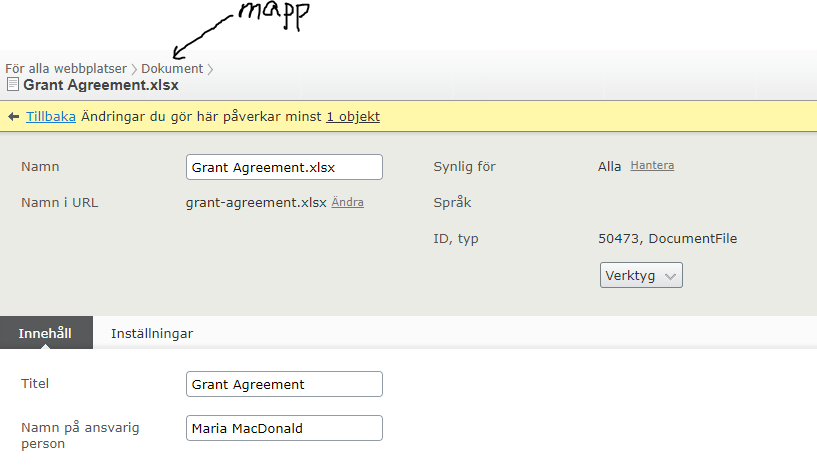 mapp
För alla webbplatser > Dokument >
Grant Agreement.xlsx
Tillbaka Ändringar du gör här påverkar minst 1 objekt
Namn Grant Agreement.xlsx Synlig för Alla Hantera
Namn i URL grant-agreement.xlsx Ändra Språk
ID, typ 50473, DocumentFile
Verktyg
Innehåll Inställningar
Titel Grant Agreement
Namn på ansvarig Maria MacDonald
person